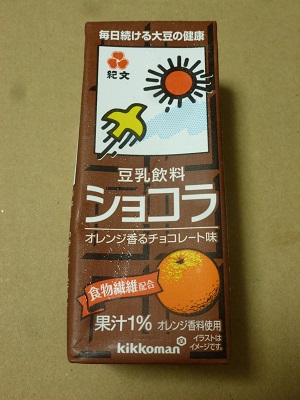 毎日続ける大豆の健康
紀文
豆乳飲料
ショコラ
オレンジ香るチョコレート味
食物繊維配合
果汁1% オレンジ香料使用
イラストは
イメージです。
kikkoman